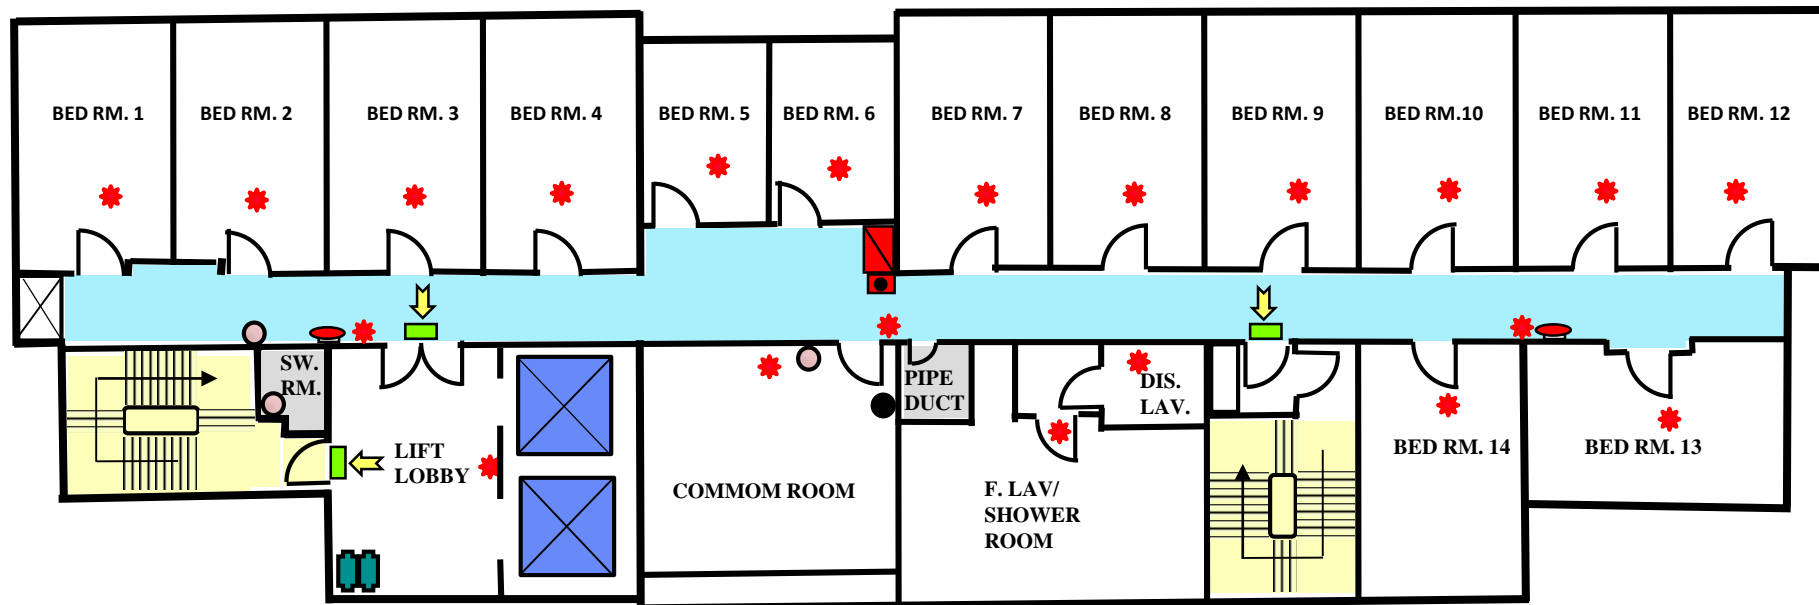 BED RM. 1
BED RM. 2
BED RM. 3
BED RM. 4
BED RM. 5
BED RM. 6
BED RM. 7
BED RM. 8
BED RM. 9
BED RM.10
BED RM. 11
BED RM. 12
SW.
RM.
LIFT
LOBBY
COMMOM ROOM
PIPE
DUCT
DIS.
LAV.
F. LAV/
SHOWER
ROOM
BED RM. 14
BED RM. 13